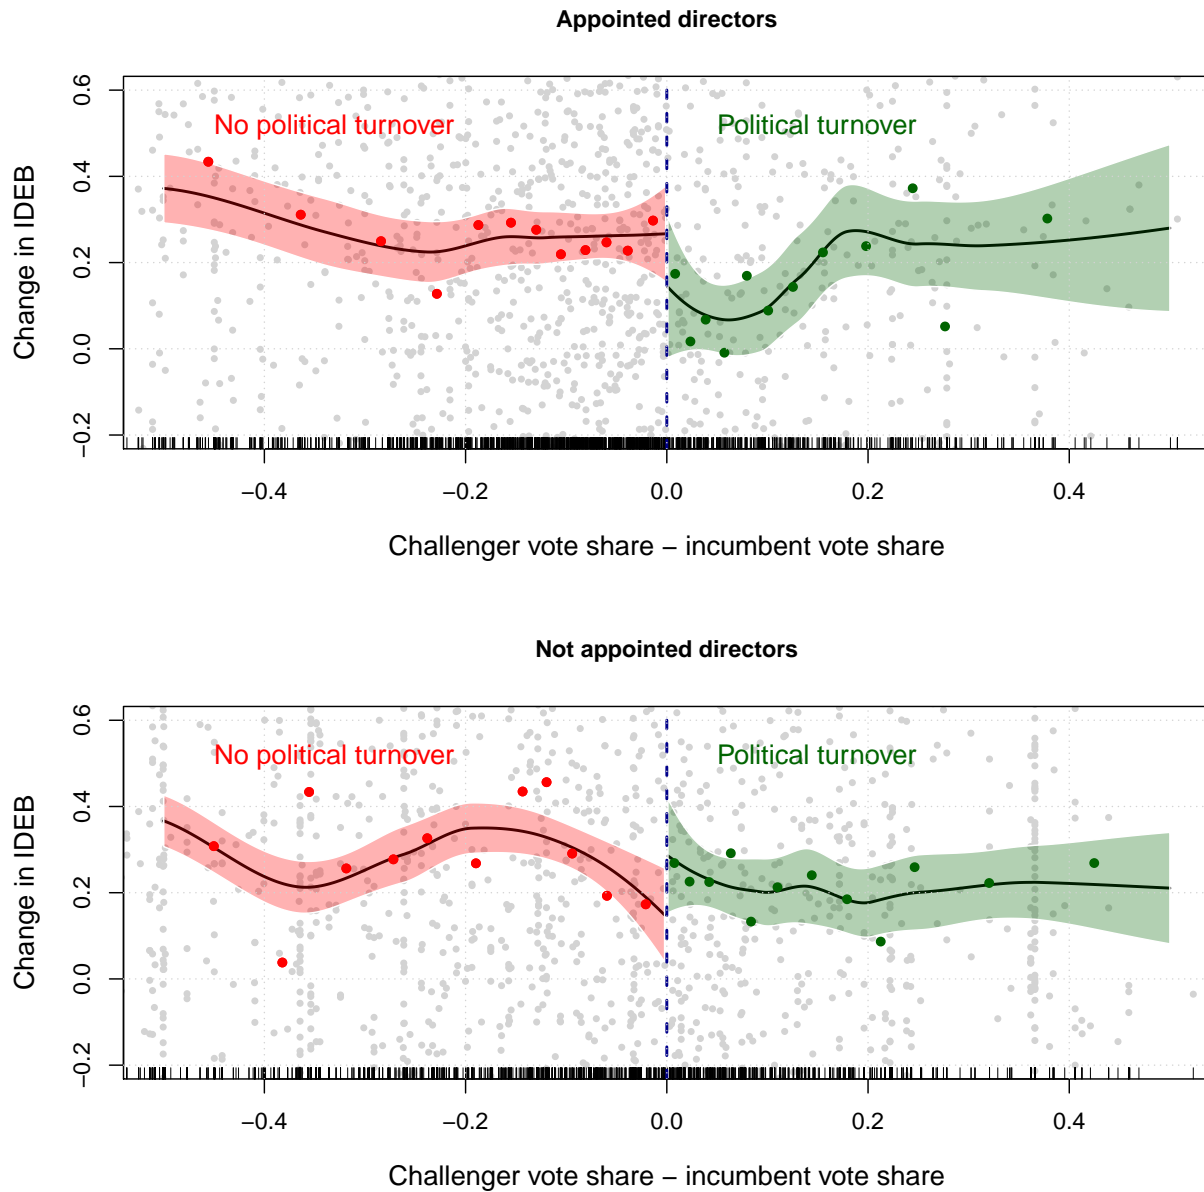 Appointed directors
0.6
0.4
0.2
0.0
−0.2
Change in IDEB
No political turnover
Political turnover
−0.4
−0.2
0.0
0.2
0.4
Challenger vote share − incumbent vote share
Not appointed directors
0.6
0.4
0.2
0.0
−0.2
Change in IDEB
No political turnover
Political turnover
−0.4
−0.2
0.0
0.2
0.4
Challenger vote share − incumbent vote share